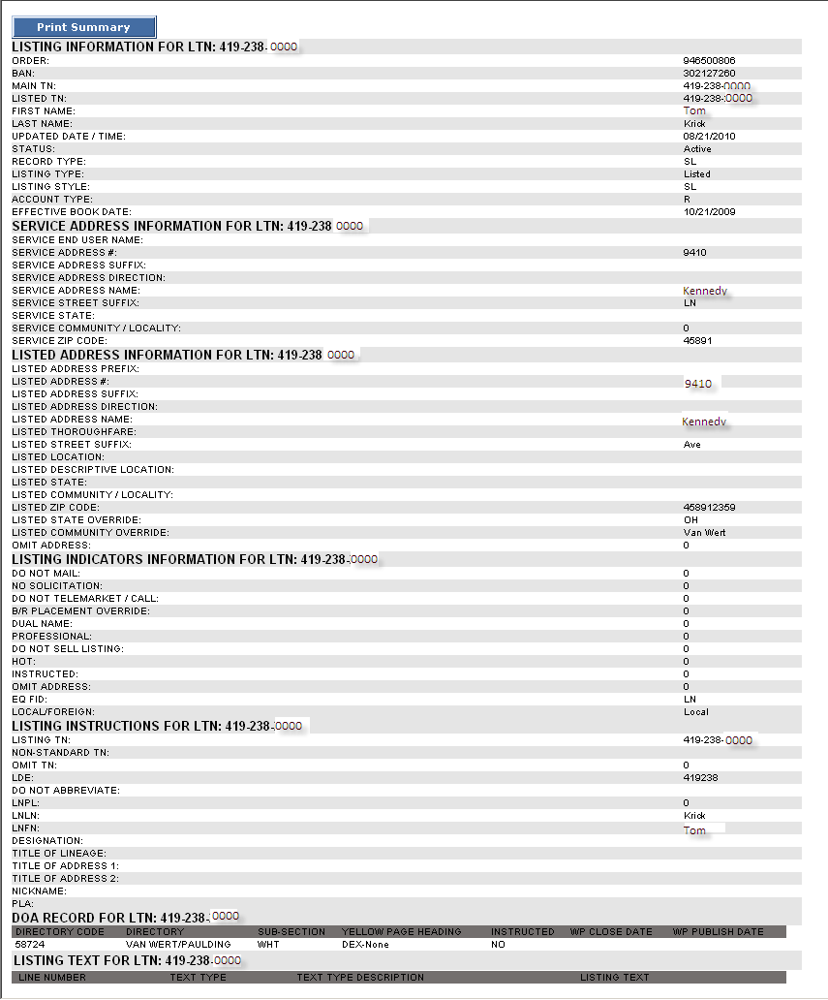 Print Summary
LISTING INFORMATION FOR LTN: 419-238- 0000
ORDER: 946500806
BAN: 302127260
MAIN TN: 419-238-0000
LISTED TN: 419-238-0000
FIRST NAME: Tom
LAST NAME: Krick
UPDATED DATE / TIME: 08/21/2010
STATUS: Active
RECORD TYPE: SL
LISTING TYPE: Listed
LISTING STYLE: SL
ACCOUNT TYPE: R
EFFECTIVE BOOK DATE: 10/21/2009
SERVICE ADDRESS INFORMATION FOR LTN: 419-238 0000
SERVICE END USER NAME:
SERVICE ADDRESS #: 9410
SERVICE ADDRESS SUFFIX:
SERVICE ADDRESS DIRECTION:
SERVICE ADDRESS NAME: Kennedy
SERVICE STREET SUFFIX: LN
SERVICE STATE:
SERVICE COMMUNITY / LOCALITY: 0
SERVICE ZIP CODE: 45891
LISTED ADDRESS INFORMATION FOR LTN: 419-238 0000
LISTED ADDRESS PREFIX:
LISTED ADDRESS #: 9410
LISTED ADDRESS SUFFIX:
LISTED ADDRESS DIRECTION:
LISTED ADDRESS NAME: Kennedy
LISTED THOROUGHFARE:
LISTED STREET SUFFIX: Ave
LISTED LOCATION:
LISTED DESCRIPTIVE LOCATION:
LISTED STATE:
LISTED COMMUNITY / LOCALITY:
LISTED ZIP CODE: 458912359
LISTED STATE OVERRIDE: OH
LISTED COMMUNITY OVERRIDE: Van Wert
OMIT ADDRESS: 0
LISTING INDICATORS INFORMATION FOR LTN: 419-238-0000
DO NOT MAIL: 0
NO SOLICITATION: 0
DO NOT TELEMARKET / CALL: 0
B/R PLACEMENT OVERRIDE: 0
DUAL NAME: 0
PROFESSIONAL: 0
DO NOT SELL LISTING: 0
HOT: 0
INSTRUCTED: 0
OMIT ADDRESS: 0
EQ FID: LN
LOCAL/FOREIGN: Local
LISTING INSTRUCTIONS FOR LTN: 419-238-0000
LISTING TN: 419-238-0000
NON-STANDARD TN:
OMIT TN: 0
LDE: 419238
DO NOT ABBREVIATE:
LNPL: 0
LNLN: Krick
LNFN: Tom
DESIGNATION:
TITLE OF LINEAGE:
TITLE OF ADDRESS 1:
TITLE OF ADDRESS 2:
NICKNAME:
PLA:
DOA RECORD FOR LTN: 419-238-0000
DIRECTORY CODE DIRECTORY SUB-SECTION YELLOW PAGE HEADING INSTRUCTED WP CLOSE DATE WP PUBLISH DATE
58724 VAN WERT/PAULDING WHT DEX-None NO
LISTING TEXT FOR LTN: 419-238-0000
LINE NUMBER TEXT TYPE TEXT TYPE DESCRIPTION LISTING TEXT